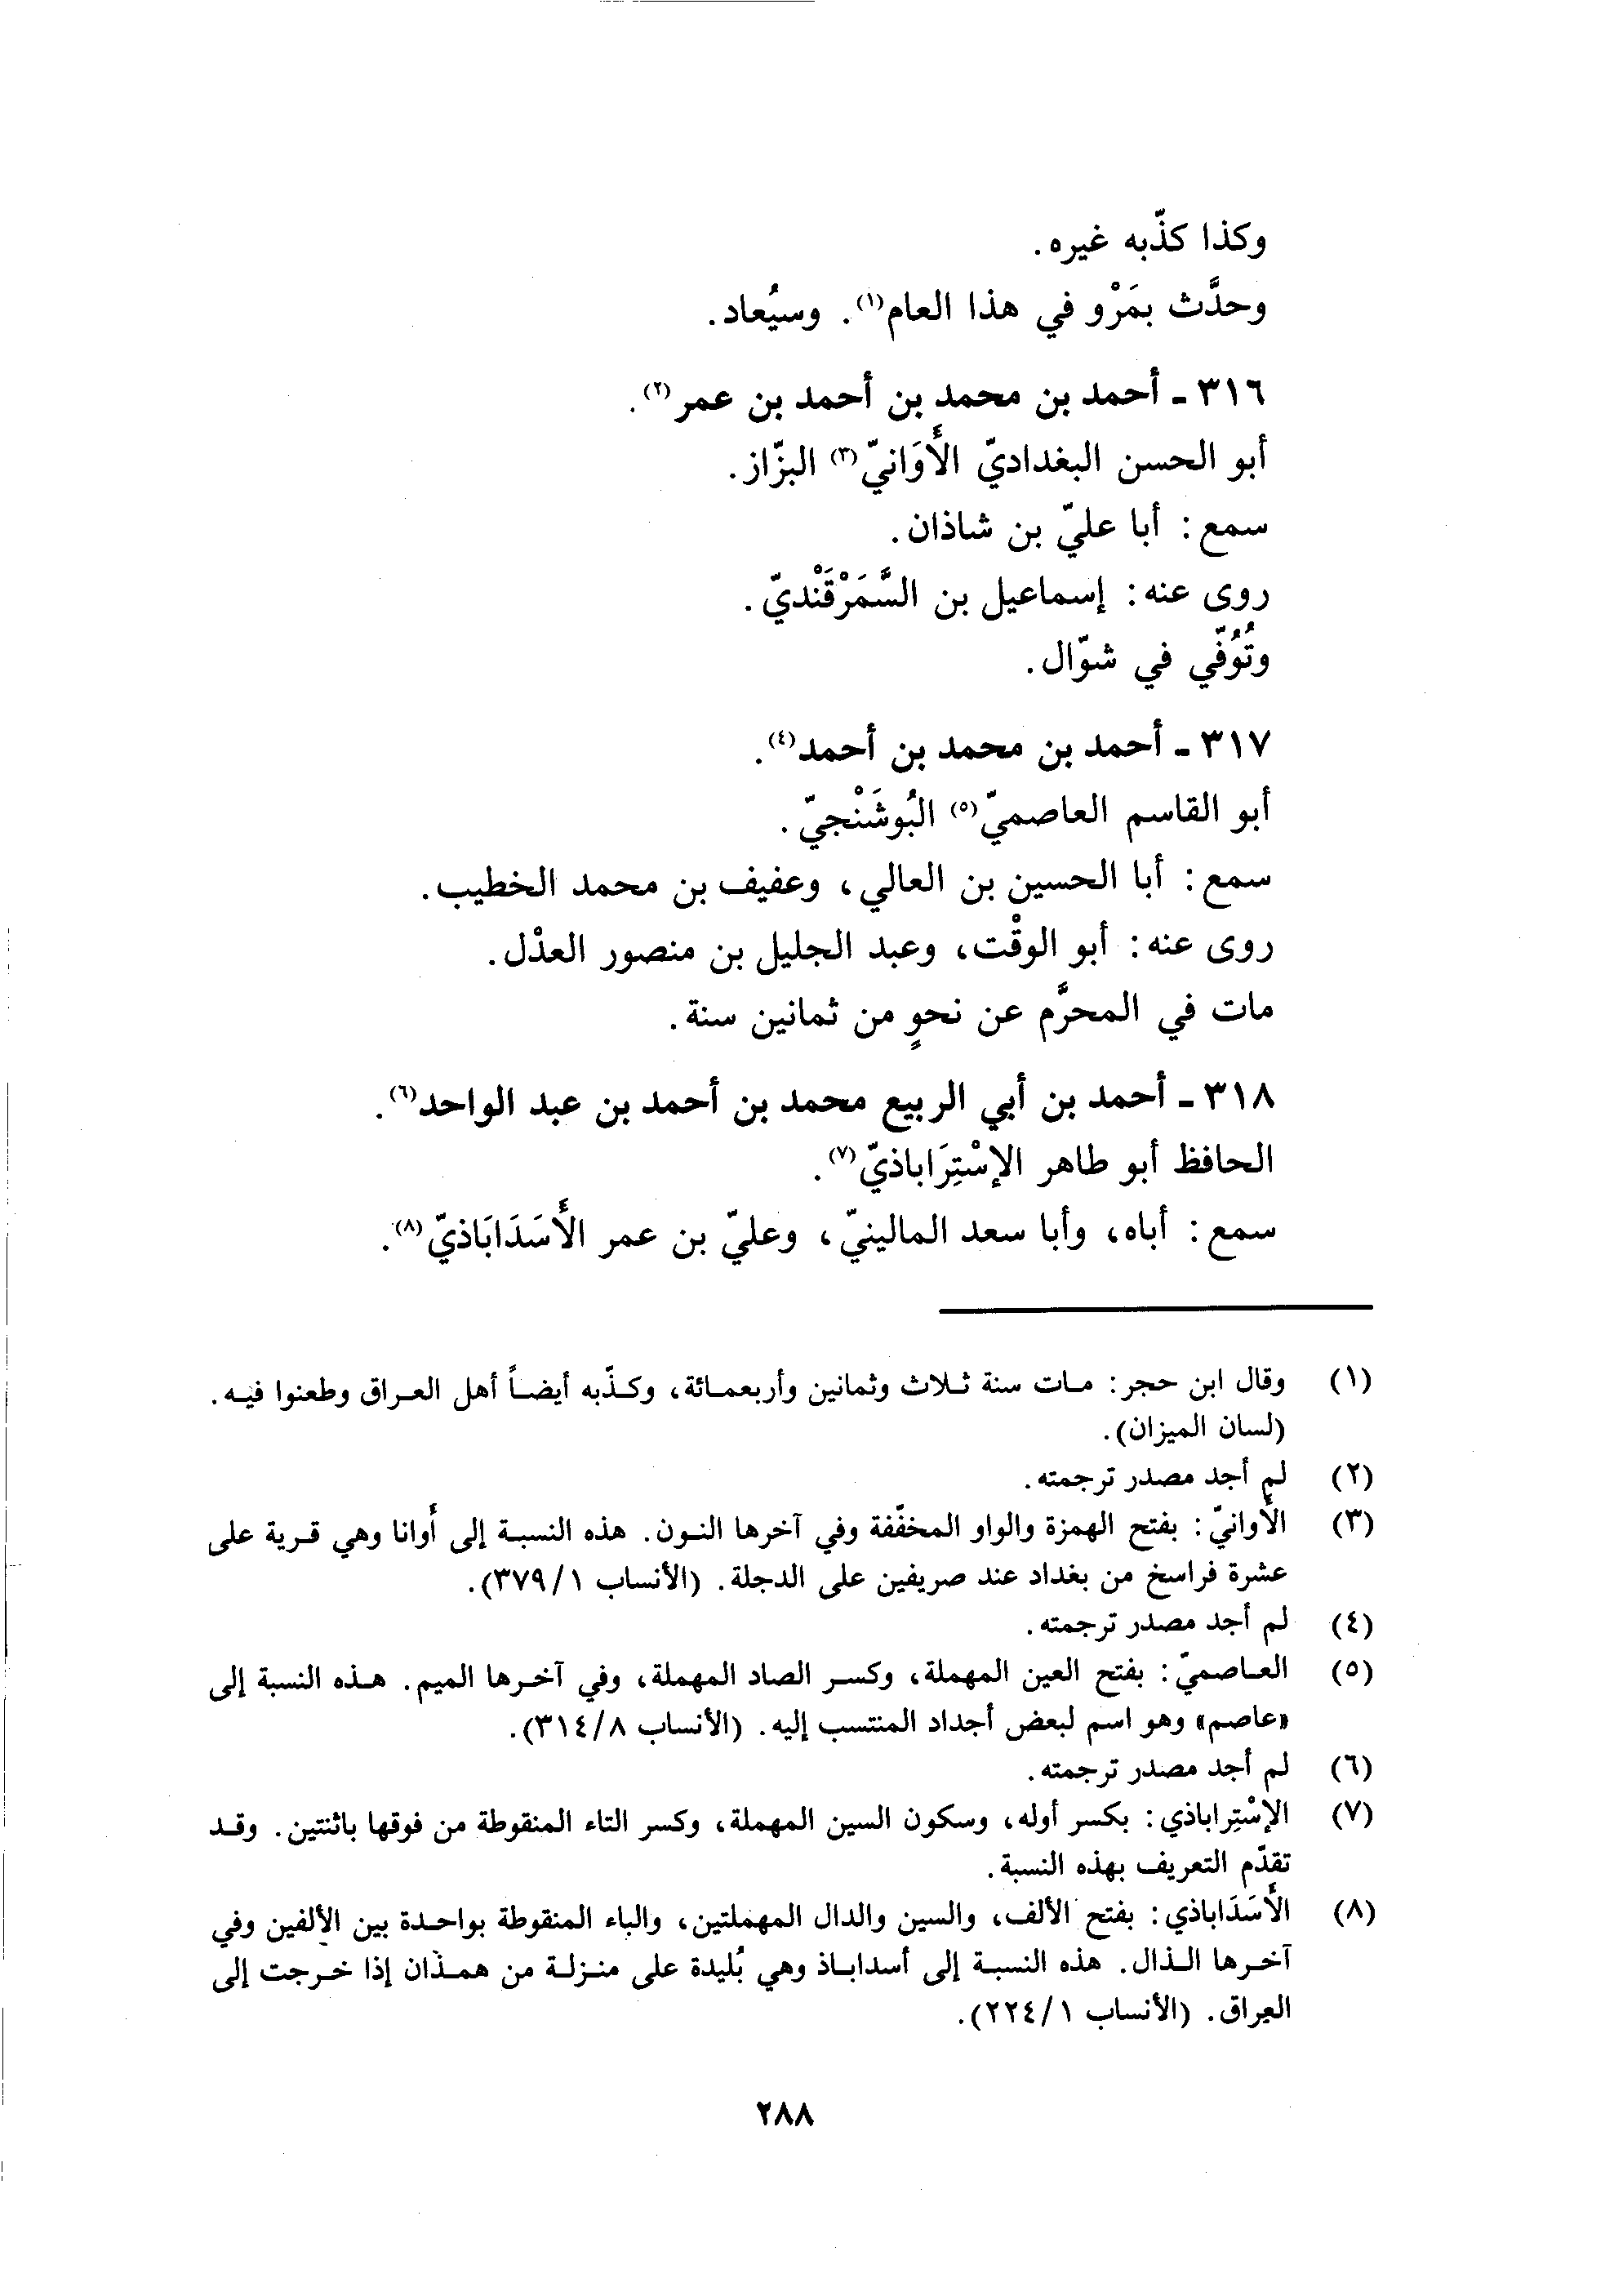 وكذا كذّبه غيره.
وحدَّث بمَرْو في هذا العام(١). وسيُعاد.
٣١٦ ـ أحمد بن محمد بن أحمد بن عمر(٢).
أبو الحسن البغداديّ الأَوَانيّ(٣) البزّاز.
سمع: أبا عليّ بن شاذان.
روى عنه: إسماعيل بن السَّمَرْقَنْديّ.
وتُوُفّي في شوّال.
٣١٧ ـ أحمد بن محمد بن أحمد(٤).
أبو القاسم العاصميّ(٥) البُوشَنْجيّ.
سمع: أبا الحسين بن العالي، وعفيف بن محمد الخطيب.
روى عنه: أبو الوقْت، وعبد الجليل بن منصور العدْل.
مات في المحرَّم عن نحوٍ من ثمانين سنة.
٣١٨ ـ أحمد بن أبي الربيع محمد بن أحمد بن عبد الواحد(٦).
الحافظ أبو طاهر الإسْتِرَاباذيّ(٧).
سمع: أباه، وأبا سعد المالينيّ، وعليّ بن عمر الأَسَدَابَاذيّ(٨).
(١) وقال ابن حجر: مات سنة ثلاث وثمانين وأربعمائة، وكذّبه أيضاً أهل العراق وطعنوا فيه.
(لسان الميزان).
(٢) لم أجد مصدر ترجمته.
(٣) الأَوانيّ: بفتح الهمزة والواو المخفّفة وفي آخرها النون. هذه النسبة إلى أَوانا وهي قرية على
عشرة فراسخ من بغداد عند صريفين على الدجلة. (الأنساب ٣٧٩/١).
(٤) لم أجد مصدر ترجمته.
(٥) العاصميّ: بفتح العين المهملة، وكسر الصاد المهملة، وفي آخرها الميم. هذه النسبة إلى
«عاصم» وهو اسم لبعض أجداد المنتسب إليه. (الأنساب ٣١٤/٨).
(٦) لم أجد مصدر ترجمته.
(٧) الإسْتِراباذي: بكسر أوله، وسكون السين المهملة، وكسر التاء المنقوطة من فوقها باثنتين. وقد
تقدّم التعريف بهذه النسبة.
(٨) الأَسَدَاباذي: بفتح الألف، والسين والدال المهملتين، والباء المنقوطة بواحدة بين الألفين وفي
آخرها الذال. هذه النسبة إلى أسداباذ وهي بُليدة على منزلة من همذان إذا خرجت إلى
العراق. (الأنساب ٢٢٤/١).
٢٨٨